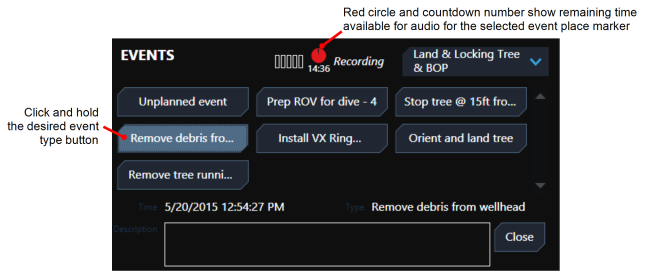 Red circle and countdown number show remaining time
available for audio for the selected event place marker
EVENTS
14:36 Recording
Land & Locking Tree
& BOP
Click and hold
the desired event
type button
Unplanned event
Prep ROV for dive - 4
Stop tree @ 15ft fro...
Remove debris fro...
Install VX Ring...
Orient and land tree
Remove tree runni...
Time 5/20/2015 12:54:27 PM
Type Remove debris from wellhead
Description
Close